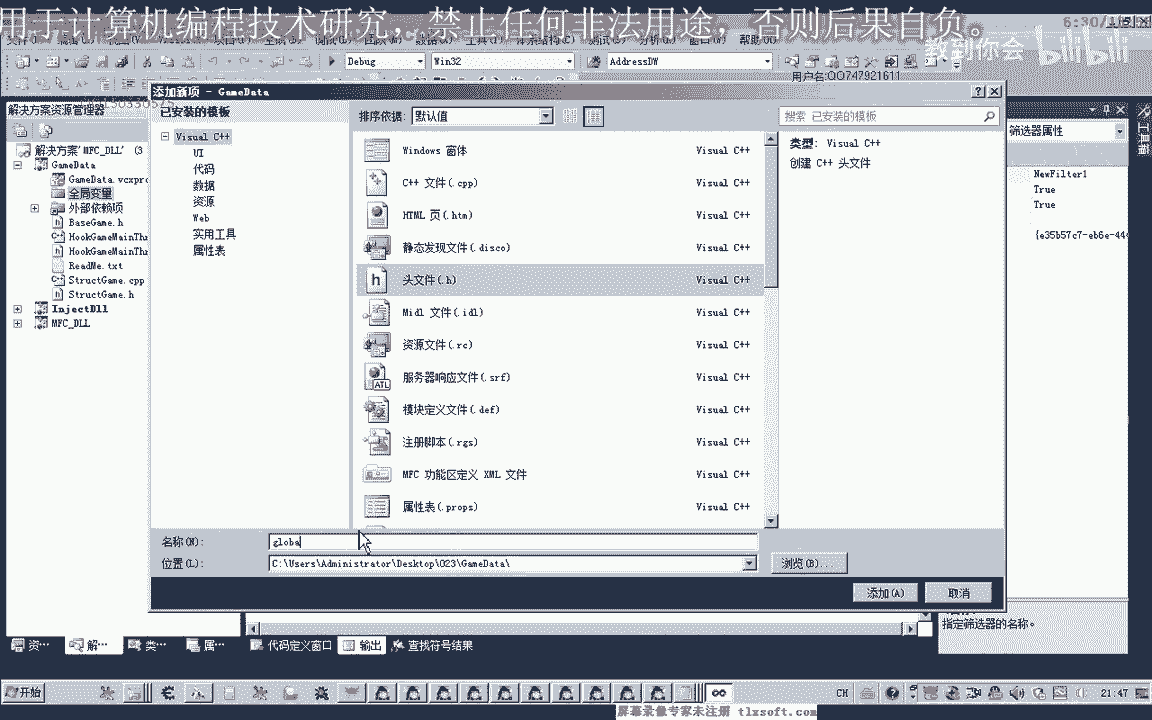 用于计算机编程技术研究，禁止任何非法用途，否则后果自负。
教到你会 bilibili
Debug Win32 AddressDW
用户名:QQ747921611
添加新项 - GameData
解决方案资源管理器
已安装的模板
排序依据: 默认值
搜索 已安装的模板
筛选器属性
Visual C++
UI
代码
数据
资源
Web
实用工具
属性表
解决方案'MFC_DLL' (3
GameData
GameData.vcxpro
全局变量
外部依赖项
BaseGame.h
HookGameMainThr
HookGameMainThr
ReadMe.txt
StructGame.cpp
StructGame.h
InjectDll
MFC_DLL
Windows 窗体 Visual C++
C++ 文件(.cpp) Visual C++
HTML 页(.htm) Visual C++
静态发现文件(.disco) Visual C++
头文件(.h) Visual C++
Midl 文件(.idl) Visual C++
资源文件(.rc) Visual C++
服务器响应文件(.srf) Visual C++
模块定义文件(.def) Visual C++
注册脚本(.rgs) Visual C++
MFC 功能区定义 XML 文件 Visual C++
属性表(.props) Visual C++
类型: Visual C++
创建 C++ 头文件
NewFilter1
True
True
工具箱
名称(N): globa
位置(L): C:\Users\Administrator\Desktop\023\GameData\
浏览(B)...
添加(A) 取消
指定筛选器的名称。
资… 解… 类… 属… 代码定义窗口 输出 查找符号结果
开始 CH 21:47
屏幕录像专家未注册 tlxsoft.com